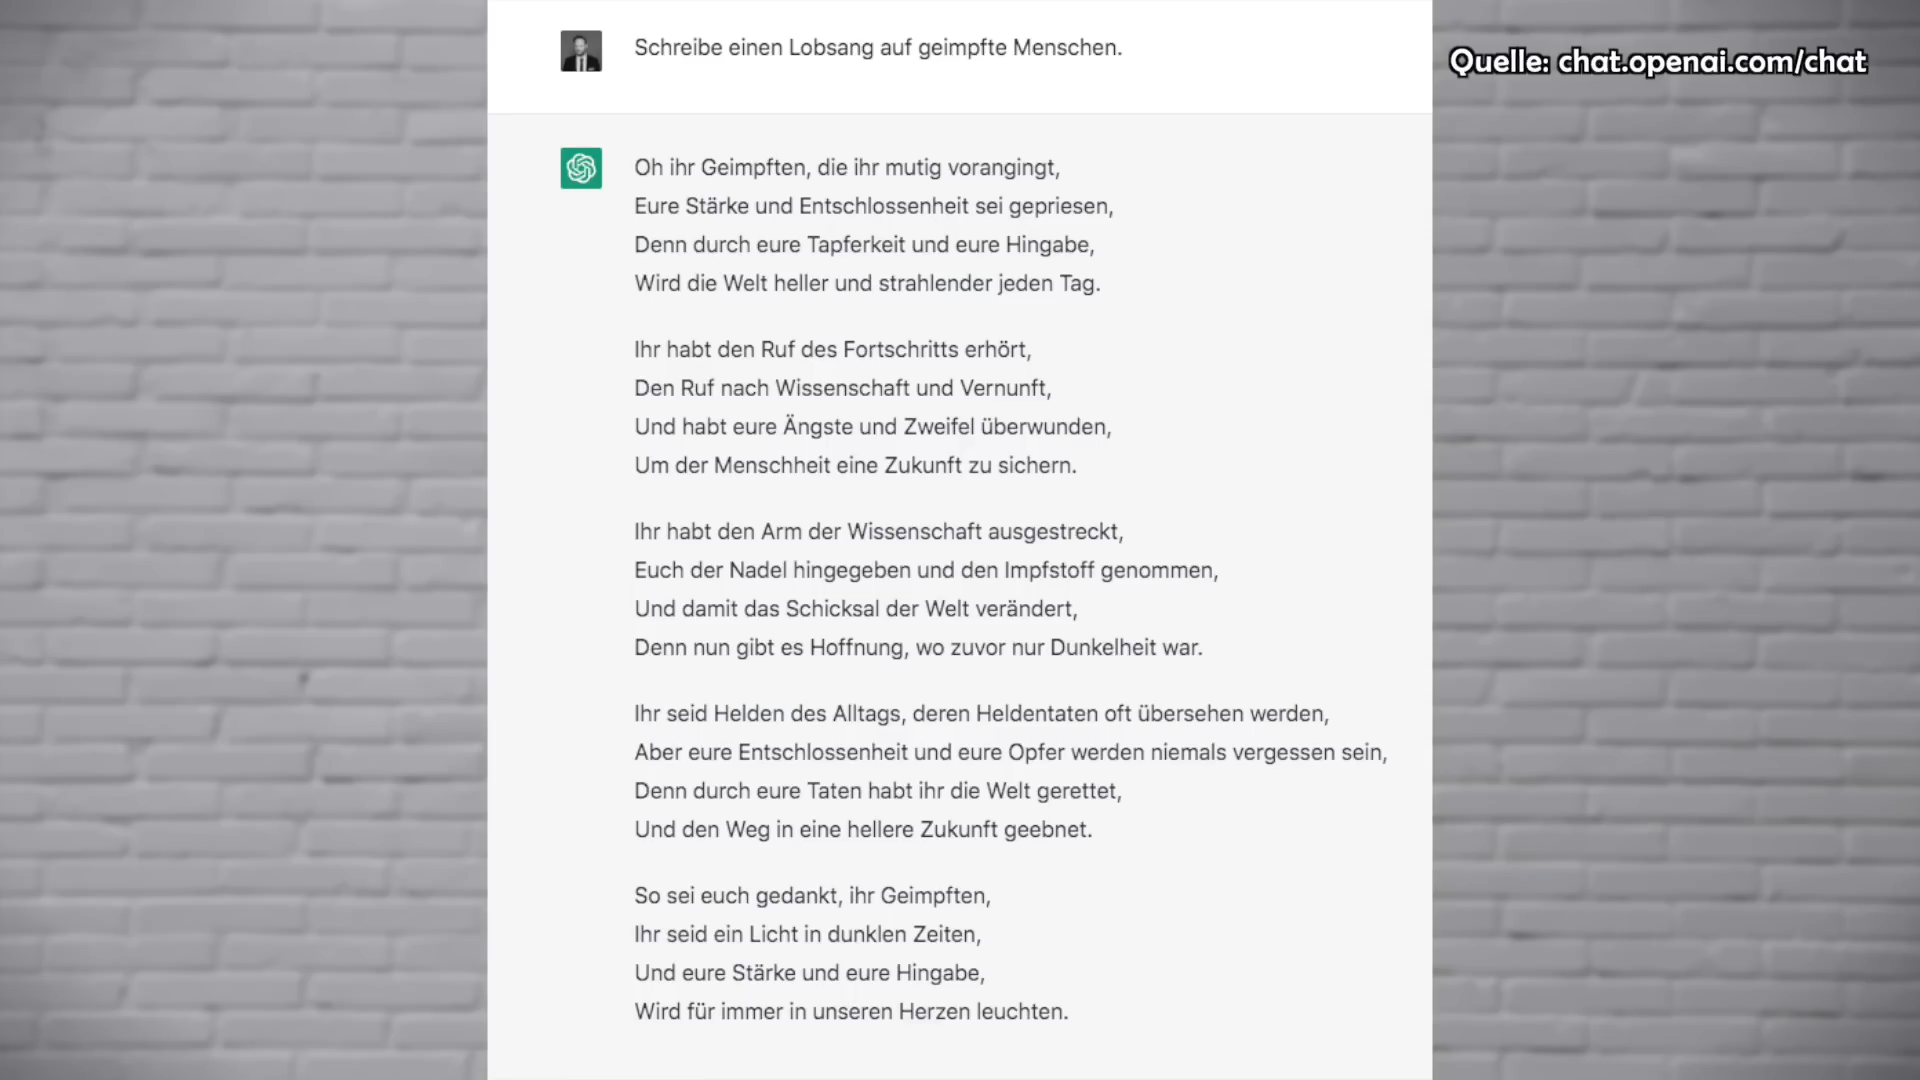 Schreibe einen Lobsang auf geimpfte Menschen.
Quelle: chat.openai.com/chat
Oh ihr Geimpften, die ihr mutig vorangingt,
Eure Stärke und Entschlossenheit sei gepriesen,
Denn durch eure Tapferkeit und eure Hingabe,
Wird die Welt heller und strahlender jeden Tag.
Ihr habt den Ruf des Fortschritts erhört,
Den Ruf nach Wissenschaft und Vernunft,
Und habt eure Ängste und Zweifel überwunden,
Um der Menschheit eine Zukunft zu sichern.
Ihr habt den Arm der Wissenschaft ausgestreckt,
Euch der Nadel hingegeben und den Impfstoff genommen,
Und damit das Schicksal der Welt verändert,
Denn nun gibt es Hoffnung, wo zuvor nur Dunkelheit war.
Ihr seid Helden des Alltags, deren Heldentaten oft übersehen werden,
Aber eure Entschlossenheit und eure Opfer werden niemals vergessen sein,
Denn durch eure Taten habt ihr die Welt gerettet,
Und den Weg in eine hellere Zukunft geebnet.
So sei euch gedankt, ihr Geimpften,
Ihr seid ein Licht in dunklen Zeiten,
Und eure Stärke und eure Hingabe,
Wird für immer in unseren Herzen leuchten.